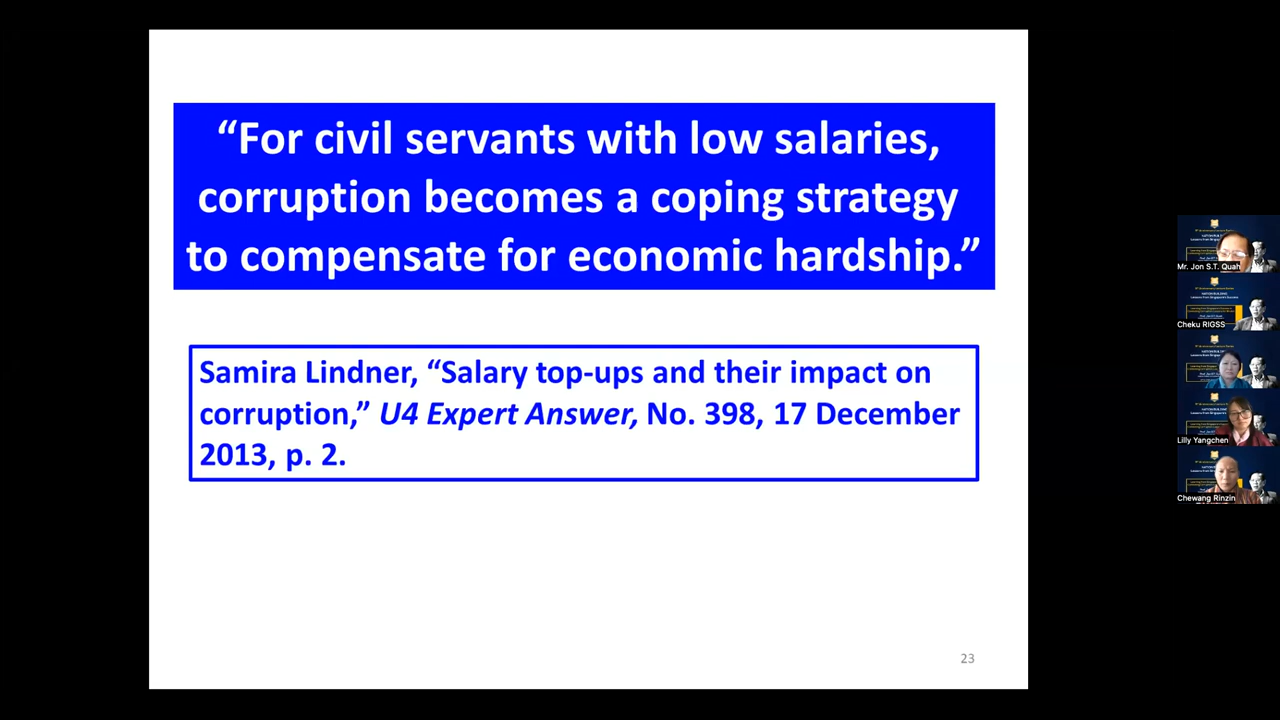 “For civil servants with low salaries,
corruption becomes a coping strategy
to compensate for economic hardship.”
Samira Lindner, “Salary top-ups and their impact on
corruption,” U4 Expert Answer, No. 398, 17 December
2013, p. 2.
23
Mr. Jon S.T. Quah
Cheku RIGSS
Lilly Yangchen
Chewang Rinzin